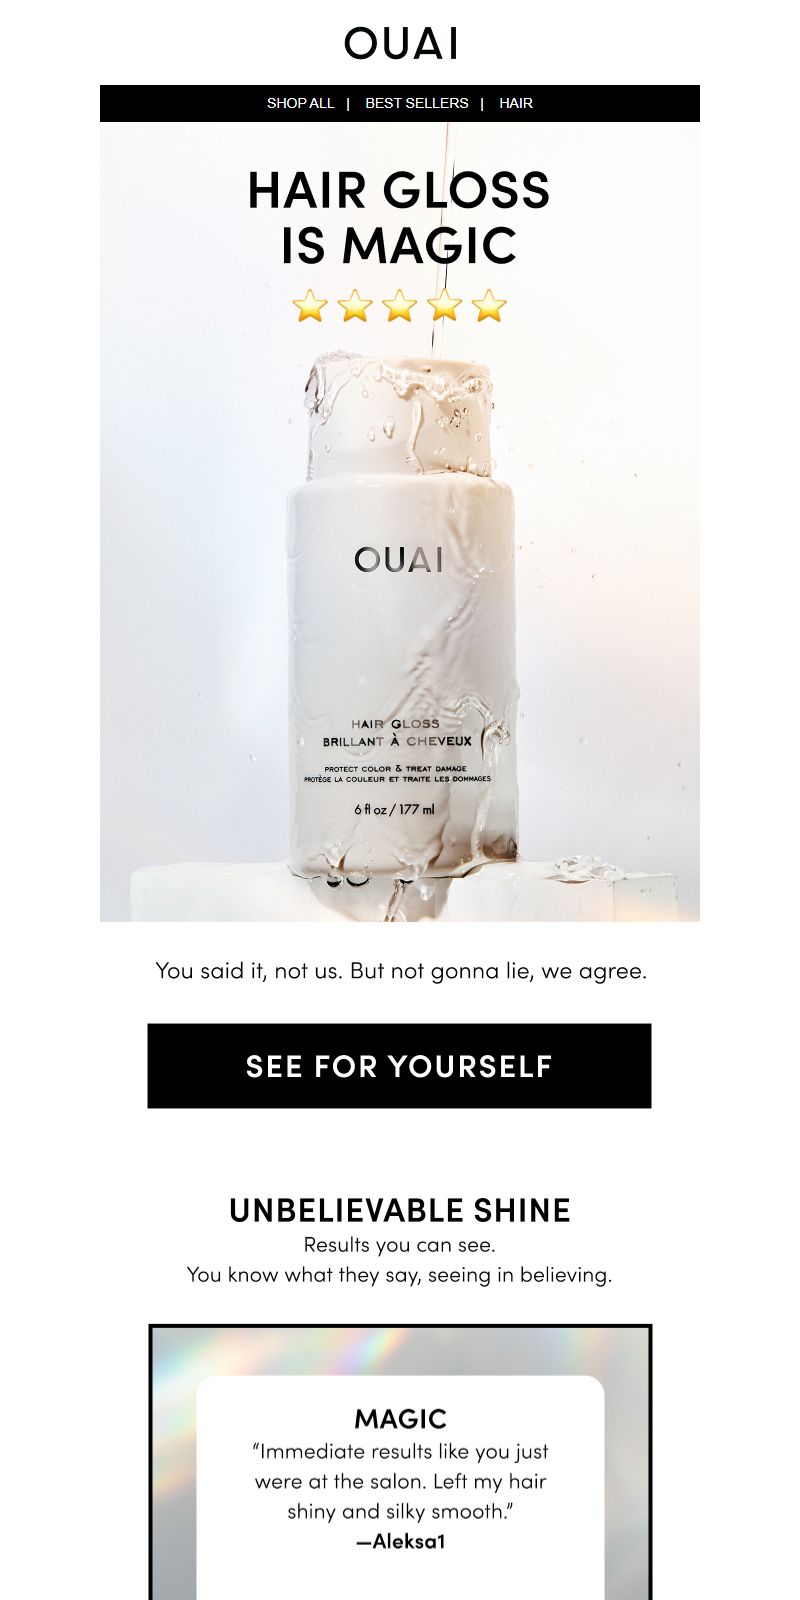 OUAI
SHOP ALL | BEST SELLERS | HAIR
HAIR GLOSS
IS MAGIC
OUAI
HAIR GLOSS
BRILLANT À CHEVEUX
PROTECT COLOR & TREAT DAMAGE
PROTÈGE LA COULEUR ET TRAITE LES DOMMAGES
6 fl oz / 177 ml
You said it, not us. But not gonna lie, we agree.
SEE FOR YOURSELF
UNBELIEVABLE SHINE
Results you can see.
You know what they say, seeing in believing.
MAGIC
“Immediate results like you just
were at the salon. Left my hair
shiny and silky smooth.”
—Aleksa1